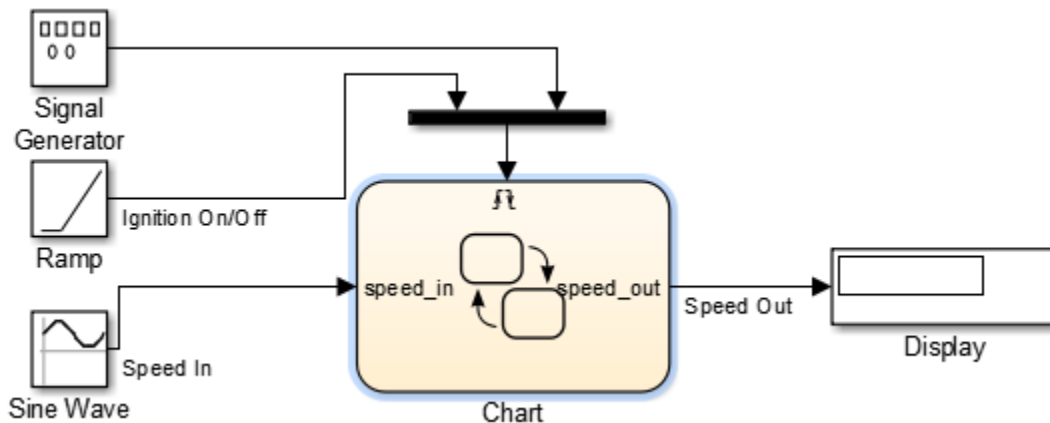 Signal
Generator
Ignition On/Off
Ramp
speed_in
speed_out
Speed Out
Speed In
Display
Sine Wave
Chart